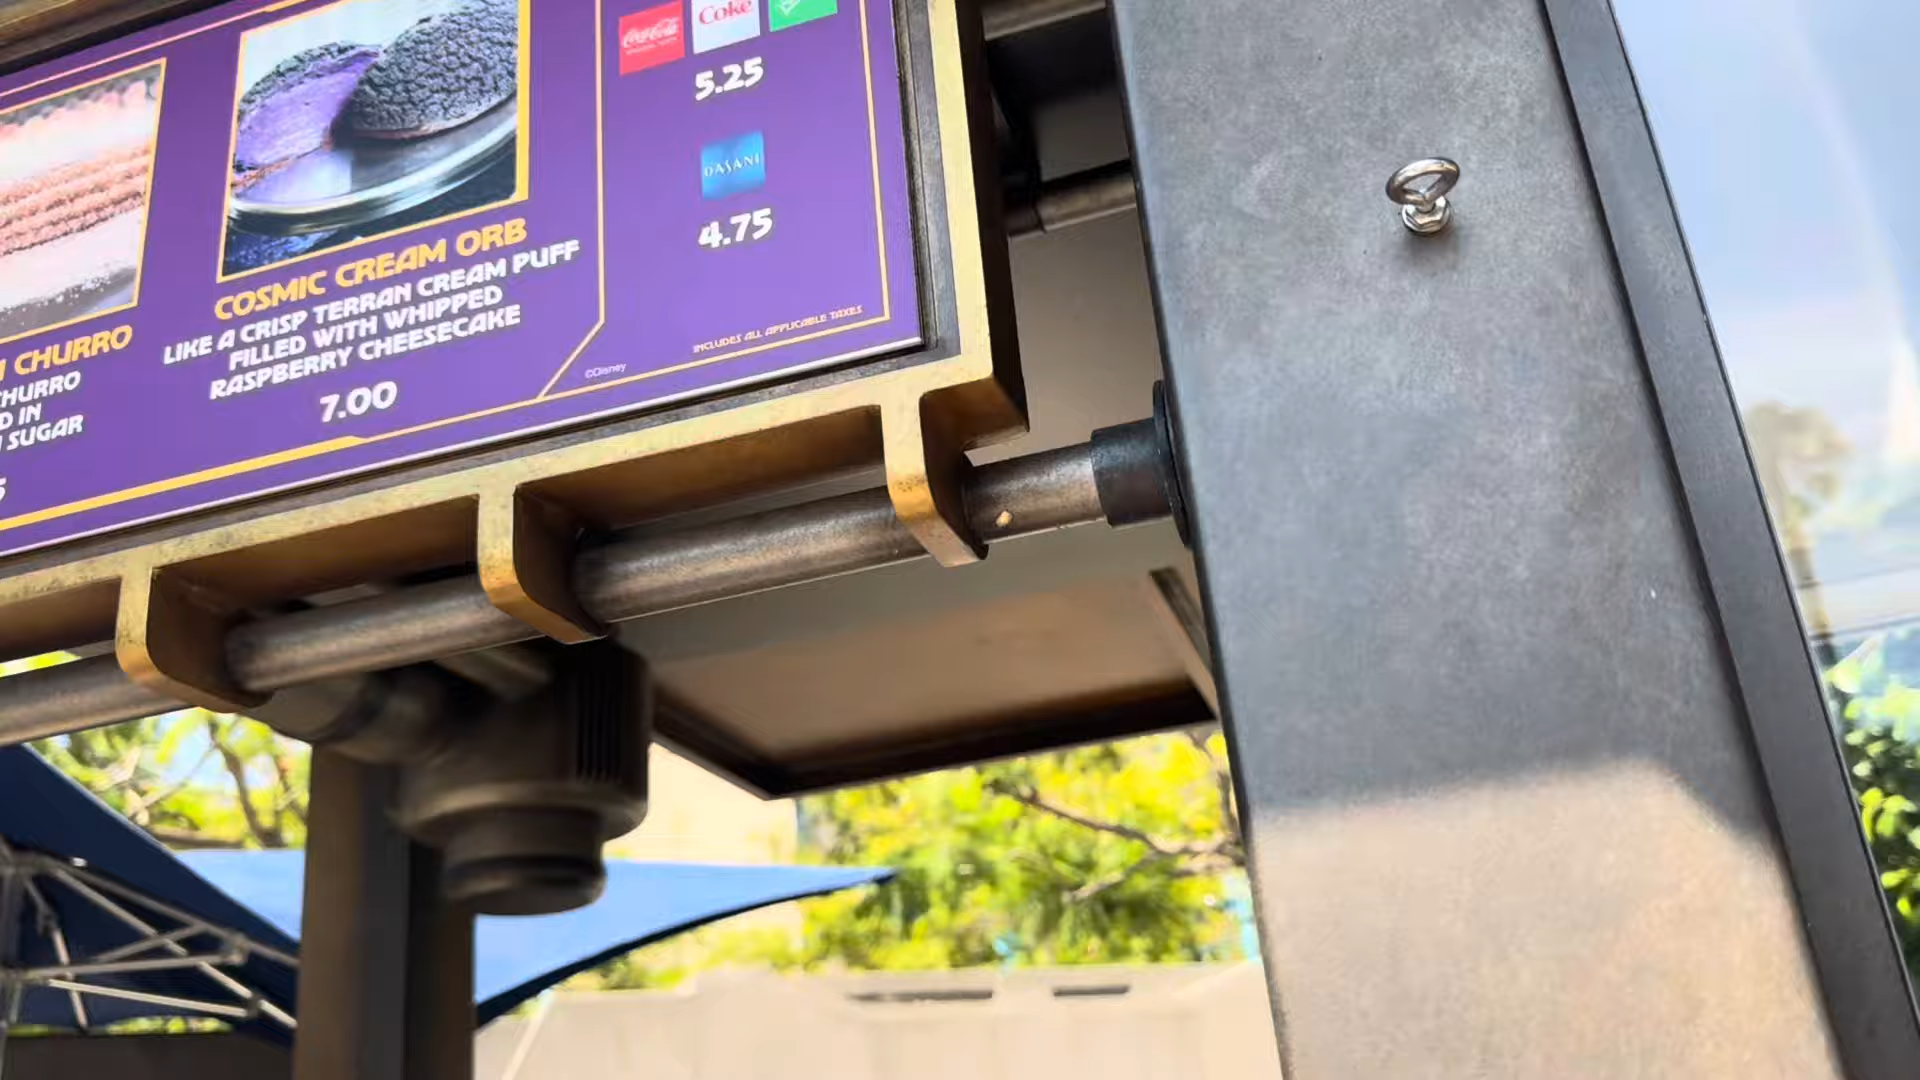 CHURRO
CHURRO
D IN
SUGAR
COSMIC CREAM ORB
LIKE A CRISP TERRAN CREAM PUFF
FILLED WITH WHIPPED
RASPBERRY CHEESECAKE
7.00
Coca-Cola
Coke
5.25
DASANI
4.75
INCLUDES ALL APPLICABLE TAXES
©Disney